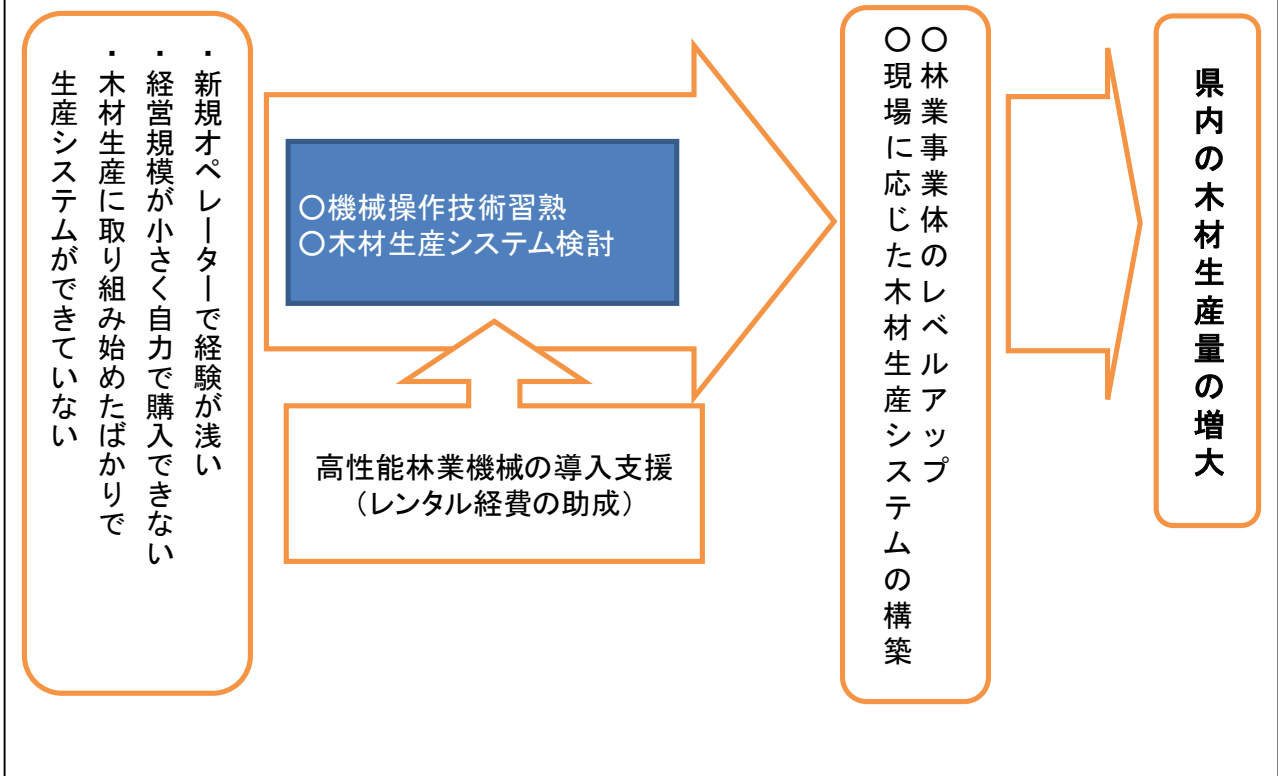 ・新規オペレーターで経験が浅い
・経営規模が小さく自力で購入できない
・木材生産に取り組み始めたばかりで
生産システムができていない
〇機械操作技術習熟
〇木材生産システム検討
高性能林業機械の導入支援
（レンタル経費の助成）
〇林業事業体のレベルアップ
〇現場に応じた木材生産システムの構築
県内の木材生産量の増大